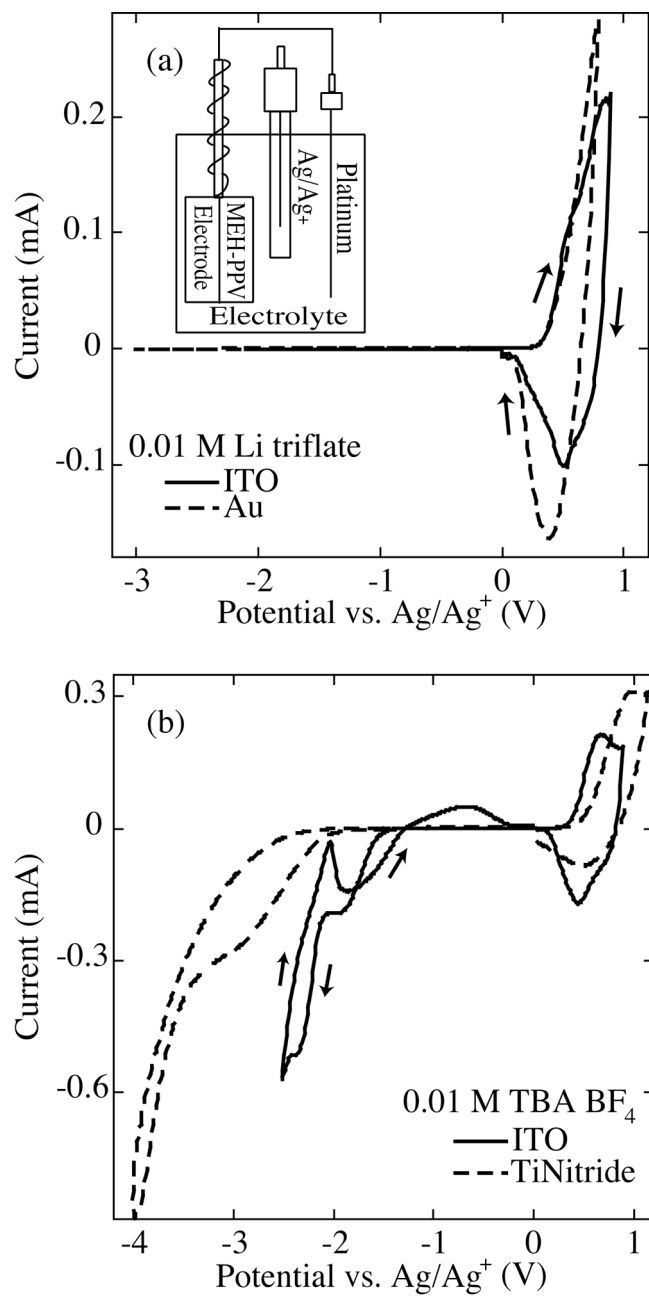 (a)
MEH-PPV
Electrode
Ag/Ag+
Platinum
Electrolyte
0.2
0.1
0
-0.1
Current (mA)
0.01 M Li triflate
ITO
Au
-3 -2 -1 0 1
Potential vs. Ag/Ag+ (V)
(b)
0.3
0
-0.3
-0.6
Current (mA)
0.01 M TBA BF4
ITO
TiNitride
-4 -3 -2 -1 0 1
Potential vs. Ag/Ag+ (V)